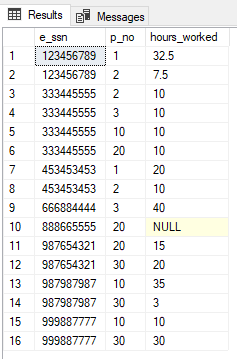 Results Messages
e_ssn p_no hours_worked
1 123456789 1 32.5
2 123456789 2 7.5
3 333445555 2 10
4 333445555 3 10
5 333445555 10 10
6 333445555 20 10
7 453453453 1 20
8 453453453 2 10
9 666884444 3 40
10 888665555 20 NULL
11 987654321 20 15
12 987654321 30 20
13 987987987 10 35
14 987987987 30 3
15 999887777 10 10
16 999887777 30 30